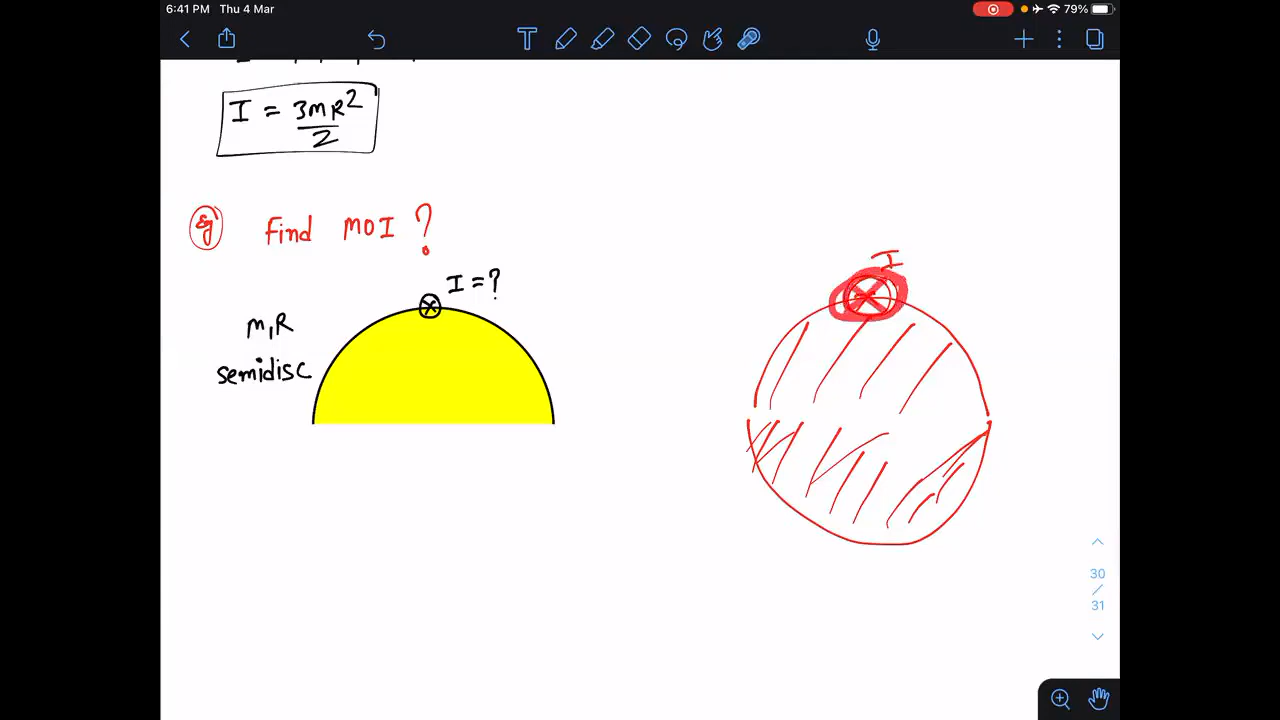 6:41 PM Thu 4 Mar
79%
I = 3mR²/2
Eg Find MOI ?
I = ?
m,R
semidisc
I
30
/
31